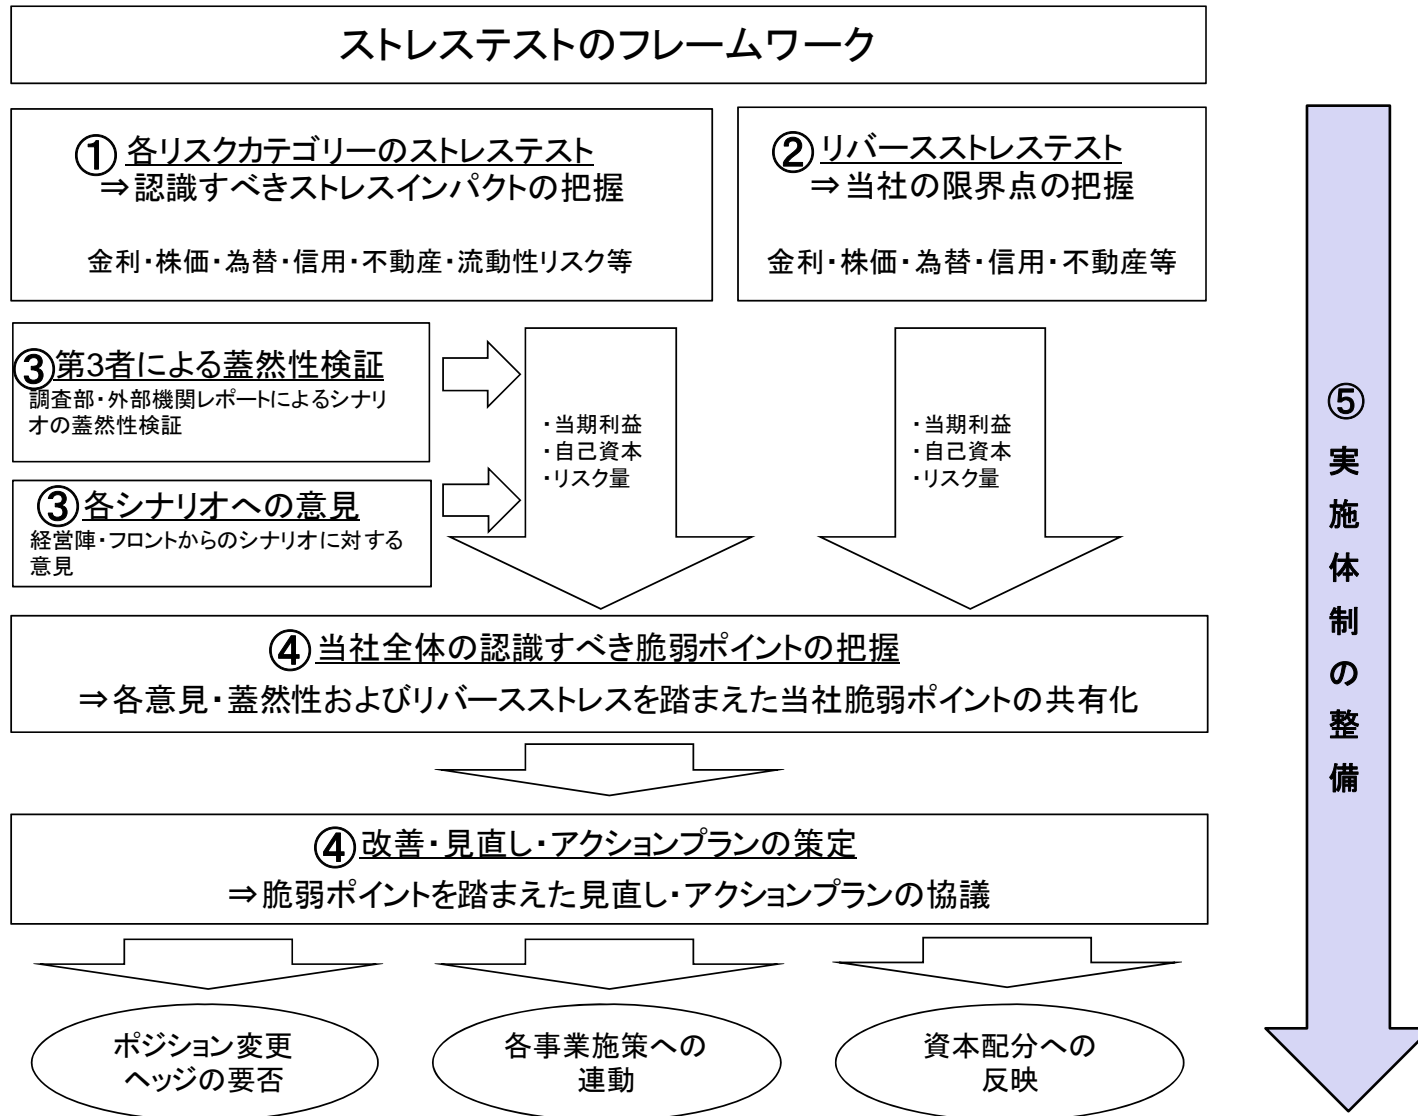 ストレステストのフレームワーク
① 各リスクカテゴリーのストレステスト
⇒認識すべきストレスインパクトの把握
金利・株価・為替・信用・不動産・流動性リスク等
② リバースストレステスト
⇒当社の限界点の把握
金利・株価・為替・信用・不動産等
③ 第3者による蓋然性検証
調査部・外部機関レポートによるシナリ
オの蓋然性検証
③ 各シナリオへの意見
経営陣・フロントからのシナリオに対する
意見
・当期利益
・自己資本
・リスク量
・当期利益
・自己資本
・リスク量
④ 当社全体の認識すべき脆弱ポイントの把握
⇒各意見・蓋然性およびリバースストレスを踏まえた当社脆弱ポイントの共有化
④ 改善・見直し・アクションプランの策定
⇒脆弱ポイントを踏まえた見直し・アクションプランの協議
ポジション変更
ヘッジの要否
各事業施策への
連動
資本配分への
反映
⑤実施体制の整備